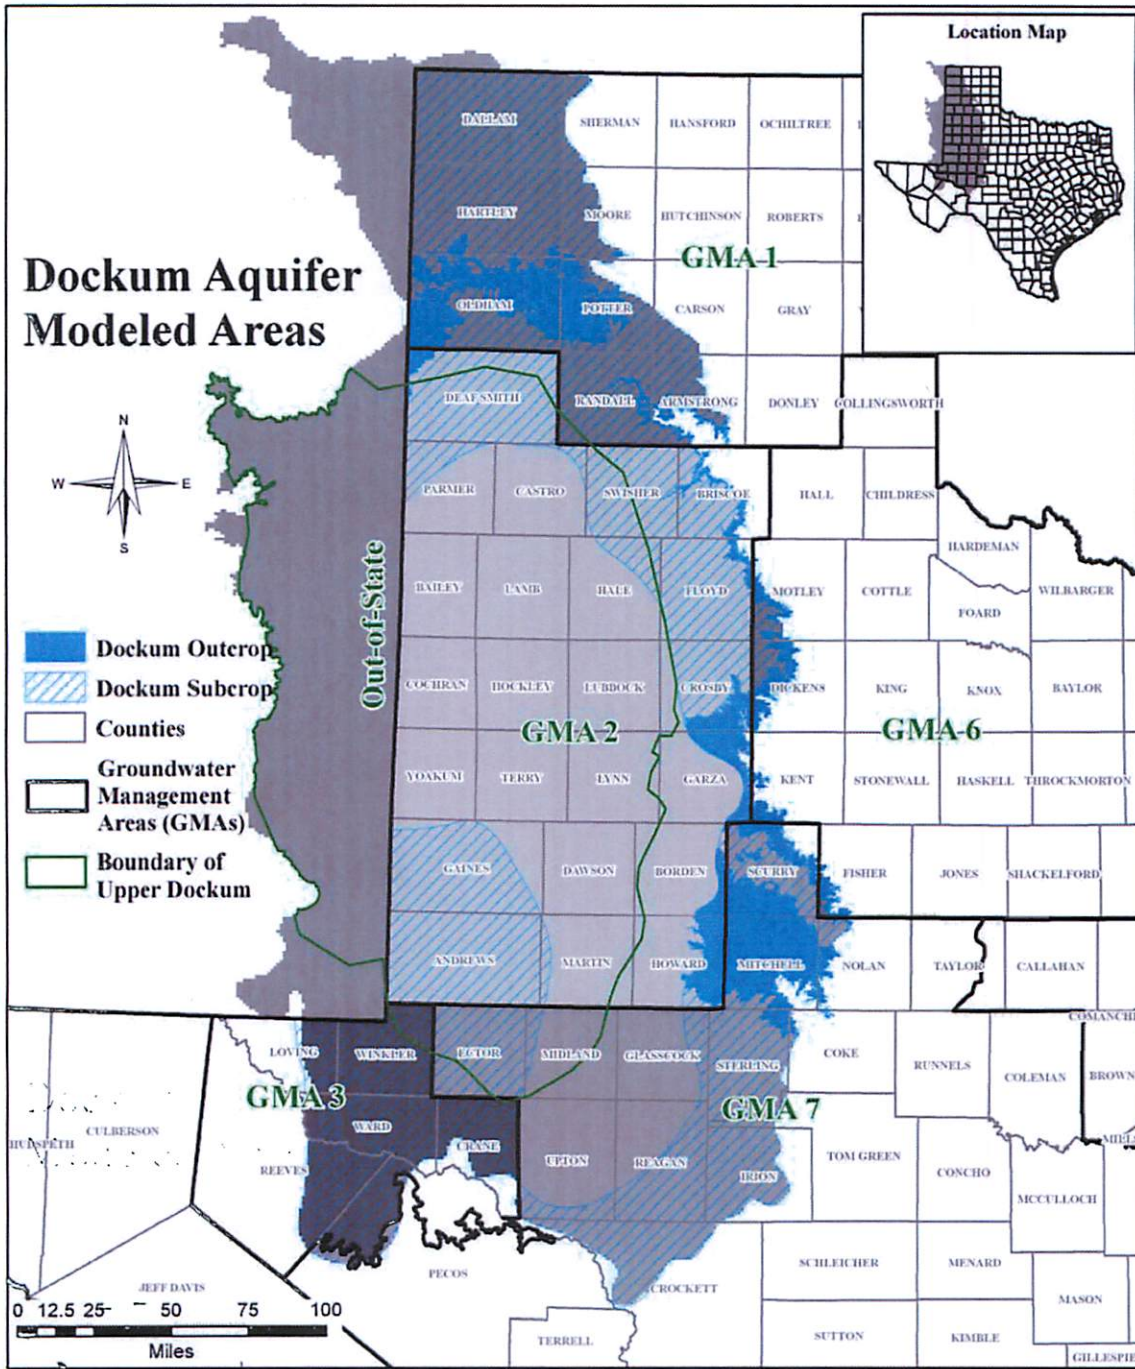 Location Map
DALLAM
SHERMAN
HANSFORD
OCHILTREE
HARTLEY
MOORE
HUTCHINSON
ROBERTS
GMA 1
Dockum Aquifer
Modeled Areas
OLDHAM
POTTER
CARSON
GRAY
DEAF SMITH
RANDALL
ARMSTRONG
DONLEY
COLLINGSWORTH
N
W
E
S
PARMER
CASTRO
SWISHER
BRISCOE
HALL
CHILDRESS
HARDEMAN
BAILEY
LAMB
HALE
FLOYD
MOTLEY
COTTLE
WILBARGER
FOARD
Out-of-State
Dockum Outcrop
Dockum Subcrop
Counties
Groundwater
Management
Areas (GMAs)
Boundary of
Upper Dockum
COCHRAN
HOCKLEY
LUBBOCK
CROSBY
DICKENS
KING
KNOX
BAYLOR
GMA 2
GMA 6
YOAKUM
TERRY
LYNN
GARZA
KENT
STONEWALL
HASKELL
THROCKMORTON
GAINES
DAWSON
BORDEN
SCURRY
FISHER
JONES
SHACKELFORD
ANDREWS
MARTIN
HOWARD
MITCHELL
NOLAN
TAYLOR
CALLAHAN
COMANCHE
LOVING
WINKLER
ECTOR
MIDLAND
GLASSCOCK
STERLING
COKE
RUNNELS
COLEMAN
BROWN
GMA 3
GMA 7
HUDSPETH
CULBERSON
REEVES
WARD
CRANE
UPTON
REAGAN
IRION
TOM GREEN
CONCHO
MCCULLOCH
MILLS
JEFF DAVIS
PECOS
CROCKETT
SCHLEICHER
MENARD
MASON
TERRELL
SUTTON
KIMBLE
GILLESPIE
0 12.5 25 50 75 100
Miles